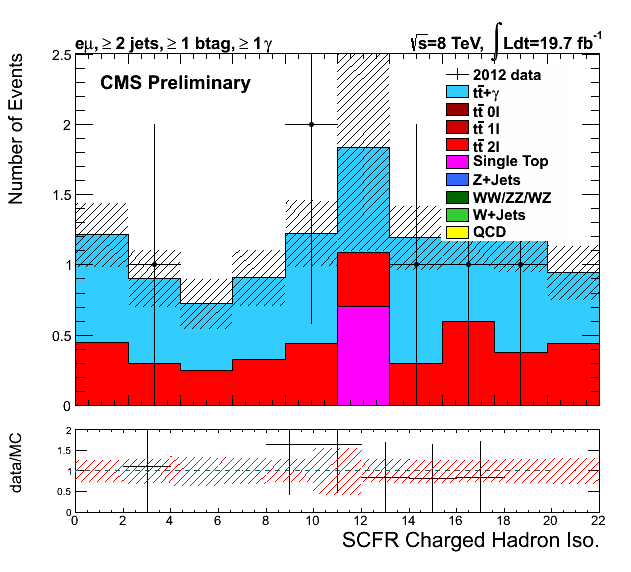 eμ, ≥ 2 jets, ≥ 1 btag, ≥ 1γ
√s=8 TeV, ∫ Ldt=19.7 fb⁻¹
CMS Preliminary
2012 data
tt̄+γ
tt̄ 0l
tt̄ 1l
tt̄ 2l
Single Top
Z+Jets
WW/ZZ/WZ
W+Jets
QCD
Number of Events
2.5
2
1.5
1
0.5
0
data/MC
2
1.5
1
0.5
0
0 2 4 6 8 10 12 14 16 18 20 22
SCFR Charged Hadron Iso.